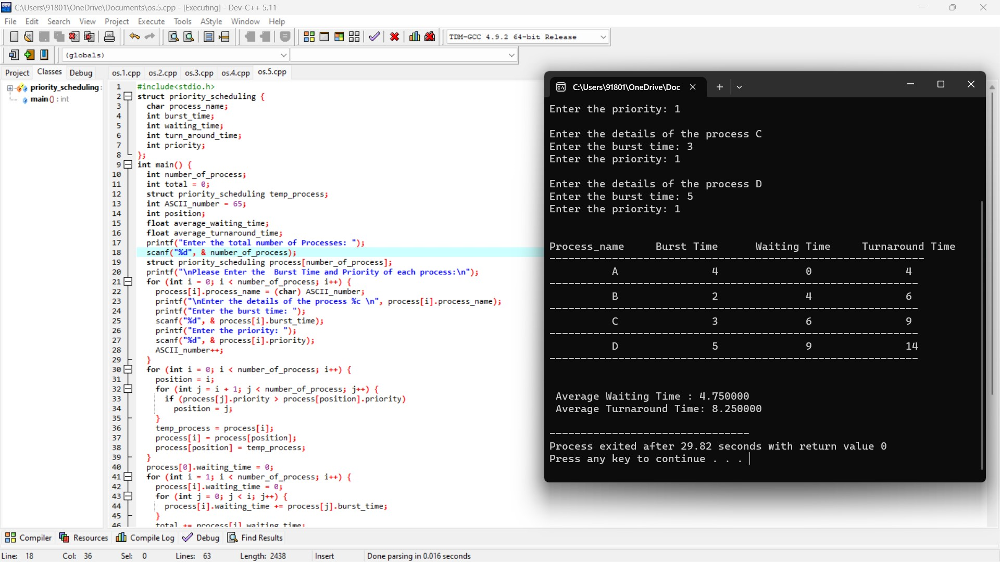 C:\Users\91801\OneDrive\Documents\os.5.cpp - [Executing] - Dev-C++ 5.11
File Edit Search View Project Execute Tools AStyle Window Help
TDM-GCC 4.9.2 64-bit Release
(globals)
Project Classes Debug
os.1.cpp os.2.cpp os.3.cpp os.4.cpp os.5.cpp
priority_scheduling :
main () : int
1 #include<stdio.h>
2 struct priority_scheduling {
3 char process_name;
4 int burst_time;
5 int waiting_time;
6 int turn_around_time;
7 int priority;
8 };
9 int main() {
10 int number_of_process;
11 int total = 0;
12 struct priority_scheduling temp_process;
13 int ASCII_number = 65;
14 int position;
15 float average_waiting_time;
16 float average_turnaround_time;
17 printf("Enter the total number of Processes: ");
18 scanf("%d", & number_of_process);
19 struct priority_scheduling process[number_of_process];
20 printf("\nPlease Enter the  Burst Time and Priority of each process:\n");
21 for (int i = 0; i < number_of_process; i++) {
22 process[i].process_name = (char) ASCII_number;
23 printf("\nEnter the details of the process %c \n", process[i].process_name);
24 printf("Enter the burst time: ");
25 scanf("%d", & process[i].burst_time);
26 printf("Enter the priority: ");
27 scanf("%d", & process[i].priority);
28 ASCII_number++;
29 }
30 for (int i = 0; i < number_of_process; i++) {
31 position = i;
32 for (int j = i + 1; j < number_of_process; j++) {
33 if (process[j].priority > process[position].priority)
34 position = j;
35 }
36 temp_process = process[i];
37 process[i] = process[position];
38 process[position] = temp_process;
39 }
40 process[0].waiting_time = 0;
41 for (int i = 1; i < number_of_process; i++) {
42 process[i].waiting_time = 0;
43 for (int j = 0; j < i; j++) {
44 process[i].waiting_time += process[j].burst_time;
45 }
46 total += process[i].waiting_time;
C:\Users\91801\OneDrive\Doc
Enter the priority: 1
Enter the details of the process C
Enter the burst time: 3
Enter the priority: 1
Enter the details of the process D
Enter the burst time: 5
Enter the priority: 1
Process_name Burst Time Waiting Time Turnaround Time
------------------------------------------------------------
A 4 0 4
-----------------------------------------------------------
B 2 4 6
-----------------------------------------------------------
C 3 6 9
-----------------------------------------------------------
D 5 9 14
-----------------------------------------------------------
Average Waiting Time : 4.750000
Average Turnaround Time: 8.250000
--------------------------------
Process exited after 29.82 seconds with return value 0
Press any key to continue . . .
Compiler Resources Compile Log Debug Find Results
Line: 18 Col: 36 Sel: 0 Lines: 63 Length: 2438 Insert Done parsing in 0.016 seconds